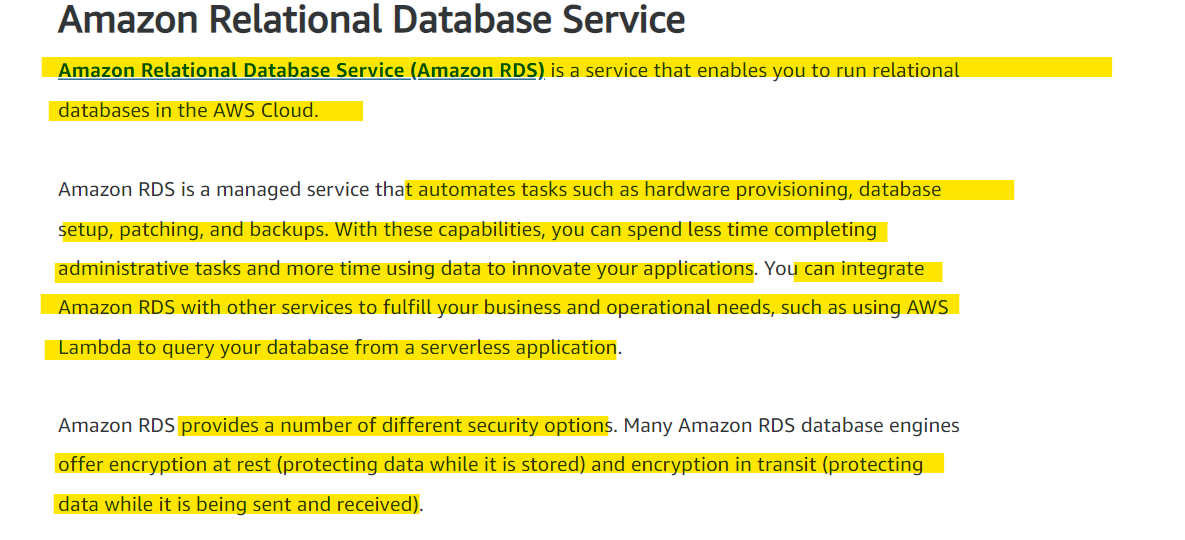 Amazon Relational Database Service
Amazon Relational Database Service (Amazon RDS) is a service that enables you to run relational
databases in the AWS Cloud.
Amazon RDS is a managed service that automates tasks such as hardware provisioning, database
setup, patching, and backups. With these capabilities, you can spend less time completing
administrative tasks and more time using data to innovate your applications. You can integrate
Amazon RDS with other services to fulfill your business and operational needs, such as using AWS
Lambda to query your database from a serverless application.
Amazon RDS provides a number of different security options. Many Amazon RDS database engines
offer encryption at rest (protecting data while it is stored) and encryption in transit (protecting
data while it is being sent and received).